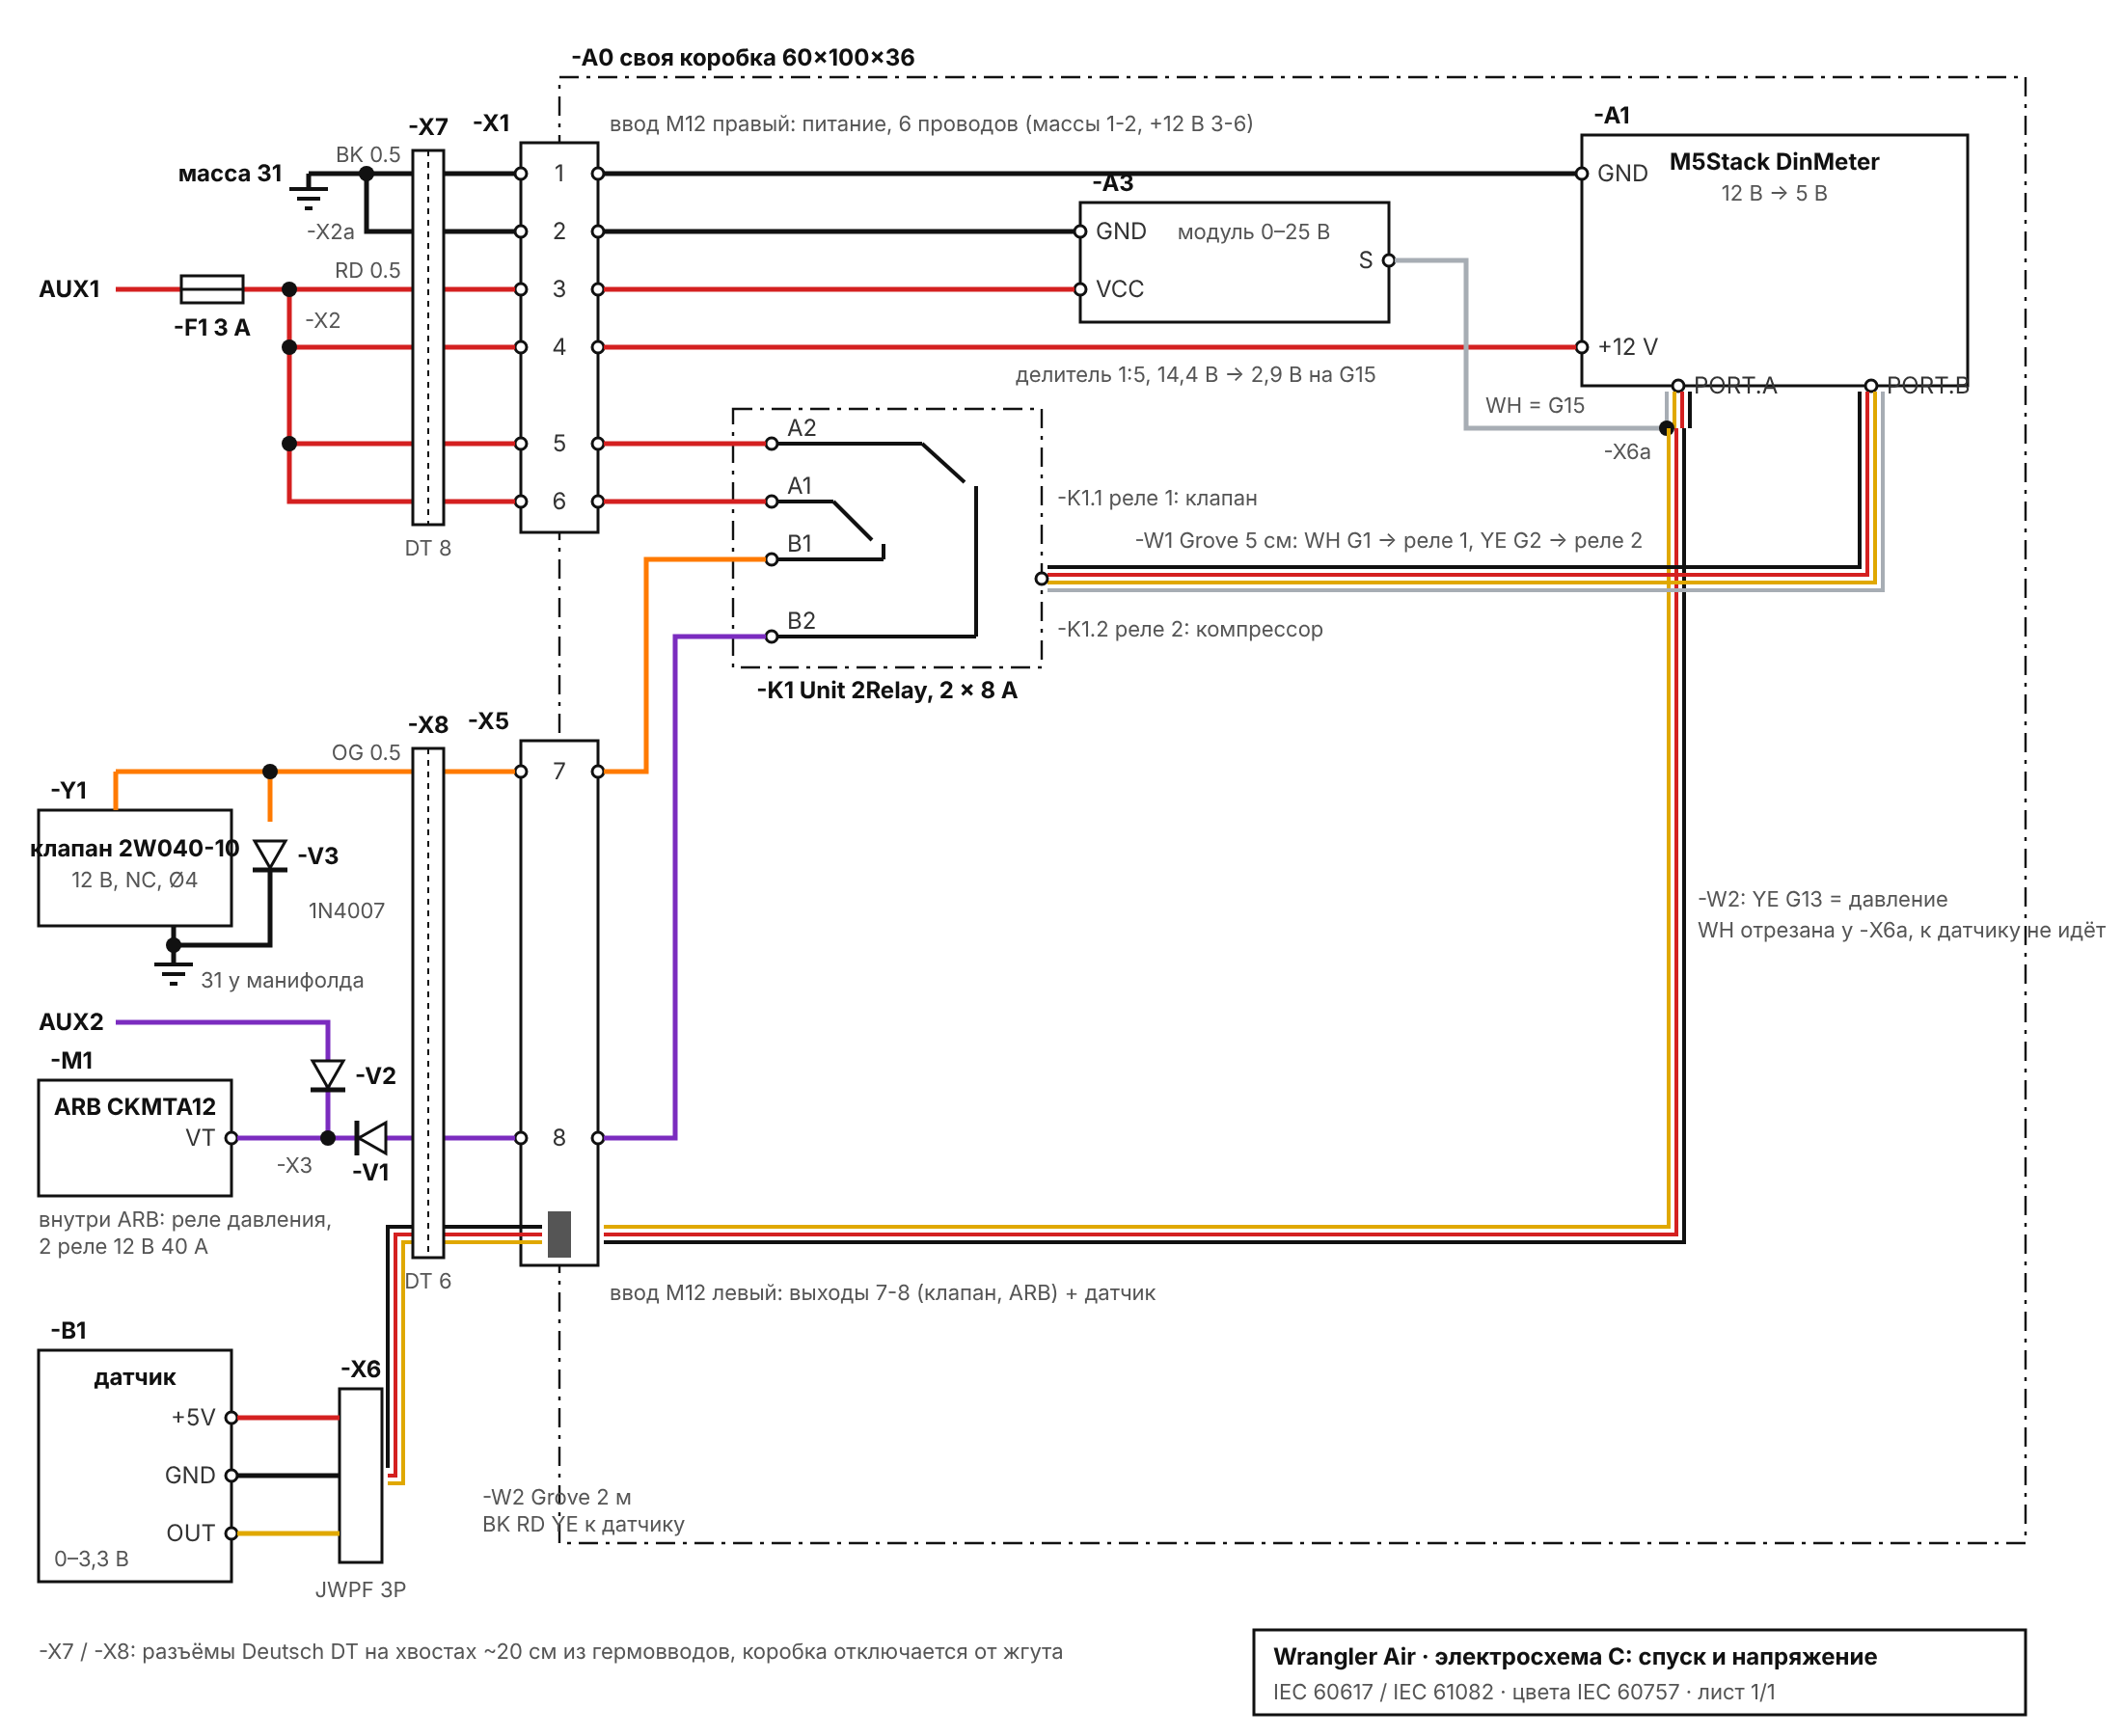 -A0 своя коробка 60×100×36
-X7
-X1
ввод M12 правый: питание, 6 проводов (массы 1-2, +12 В 3-6)
-A1
масса 31
BK 0.5
1
GND
M5Stack DinMeter
12 В → 5 В
-A3
-X2a
2
GND
модуль 0–25 В
S
AUX1
RD 0.5
3
VCC
-F1 3 A
-X2
4
+12 V
делитель 1:5, 14,4 В → 2,9 В на G15
PORT.A
PORT.B
WH = G15
-X6a
A2
5
A1
6
-K1.1 реле 1: клапан
B1
-W1 Grove 5 см: WH G1 → реле 1, YE G2 → реле 2
DT 8
B2
-K1.2 реле 2: компрессор
-K1 Unit 2Relay, 2 × 8 A
-X8
-X5
OG 0.5
7
-Y1
клапан 2W040-10
12 В, NC, Ø4
-V3
1N4007
31 у манифолда
-W2: YE G13 = давление
WH отрезана у -X6a, к датчику не идёт
AUX2
-M1
-V2
ARB CKMTA12
VT
8
-X3
-V1
внутри ARB: реле давления,
2 реле 12 В 40 А
DT 6
ввод M12 левый: выходы 7-8 (клапан, ARB) + датчик
-B1
датчик
-X6
+5V
GND
OUT
0–3,3 В
-W2 Grove 2 м
BK RD YE к датчику
JWPF 3P
-X7 / -X8: разъёмы Deutsch DT на хвостах ~20 см из гермовводов, коробка отключается от жгута
Wrangler Air · электросхема C: спуск и напряжение
IEC 60617 / IEC 61082 · цвета IEC 60757 · лист 1/1